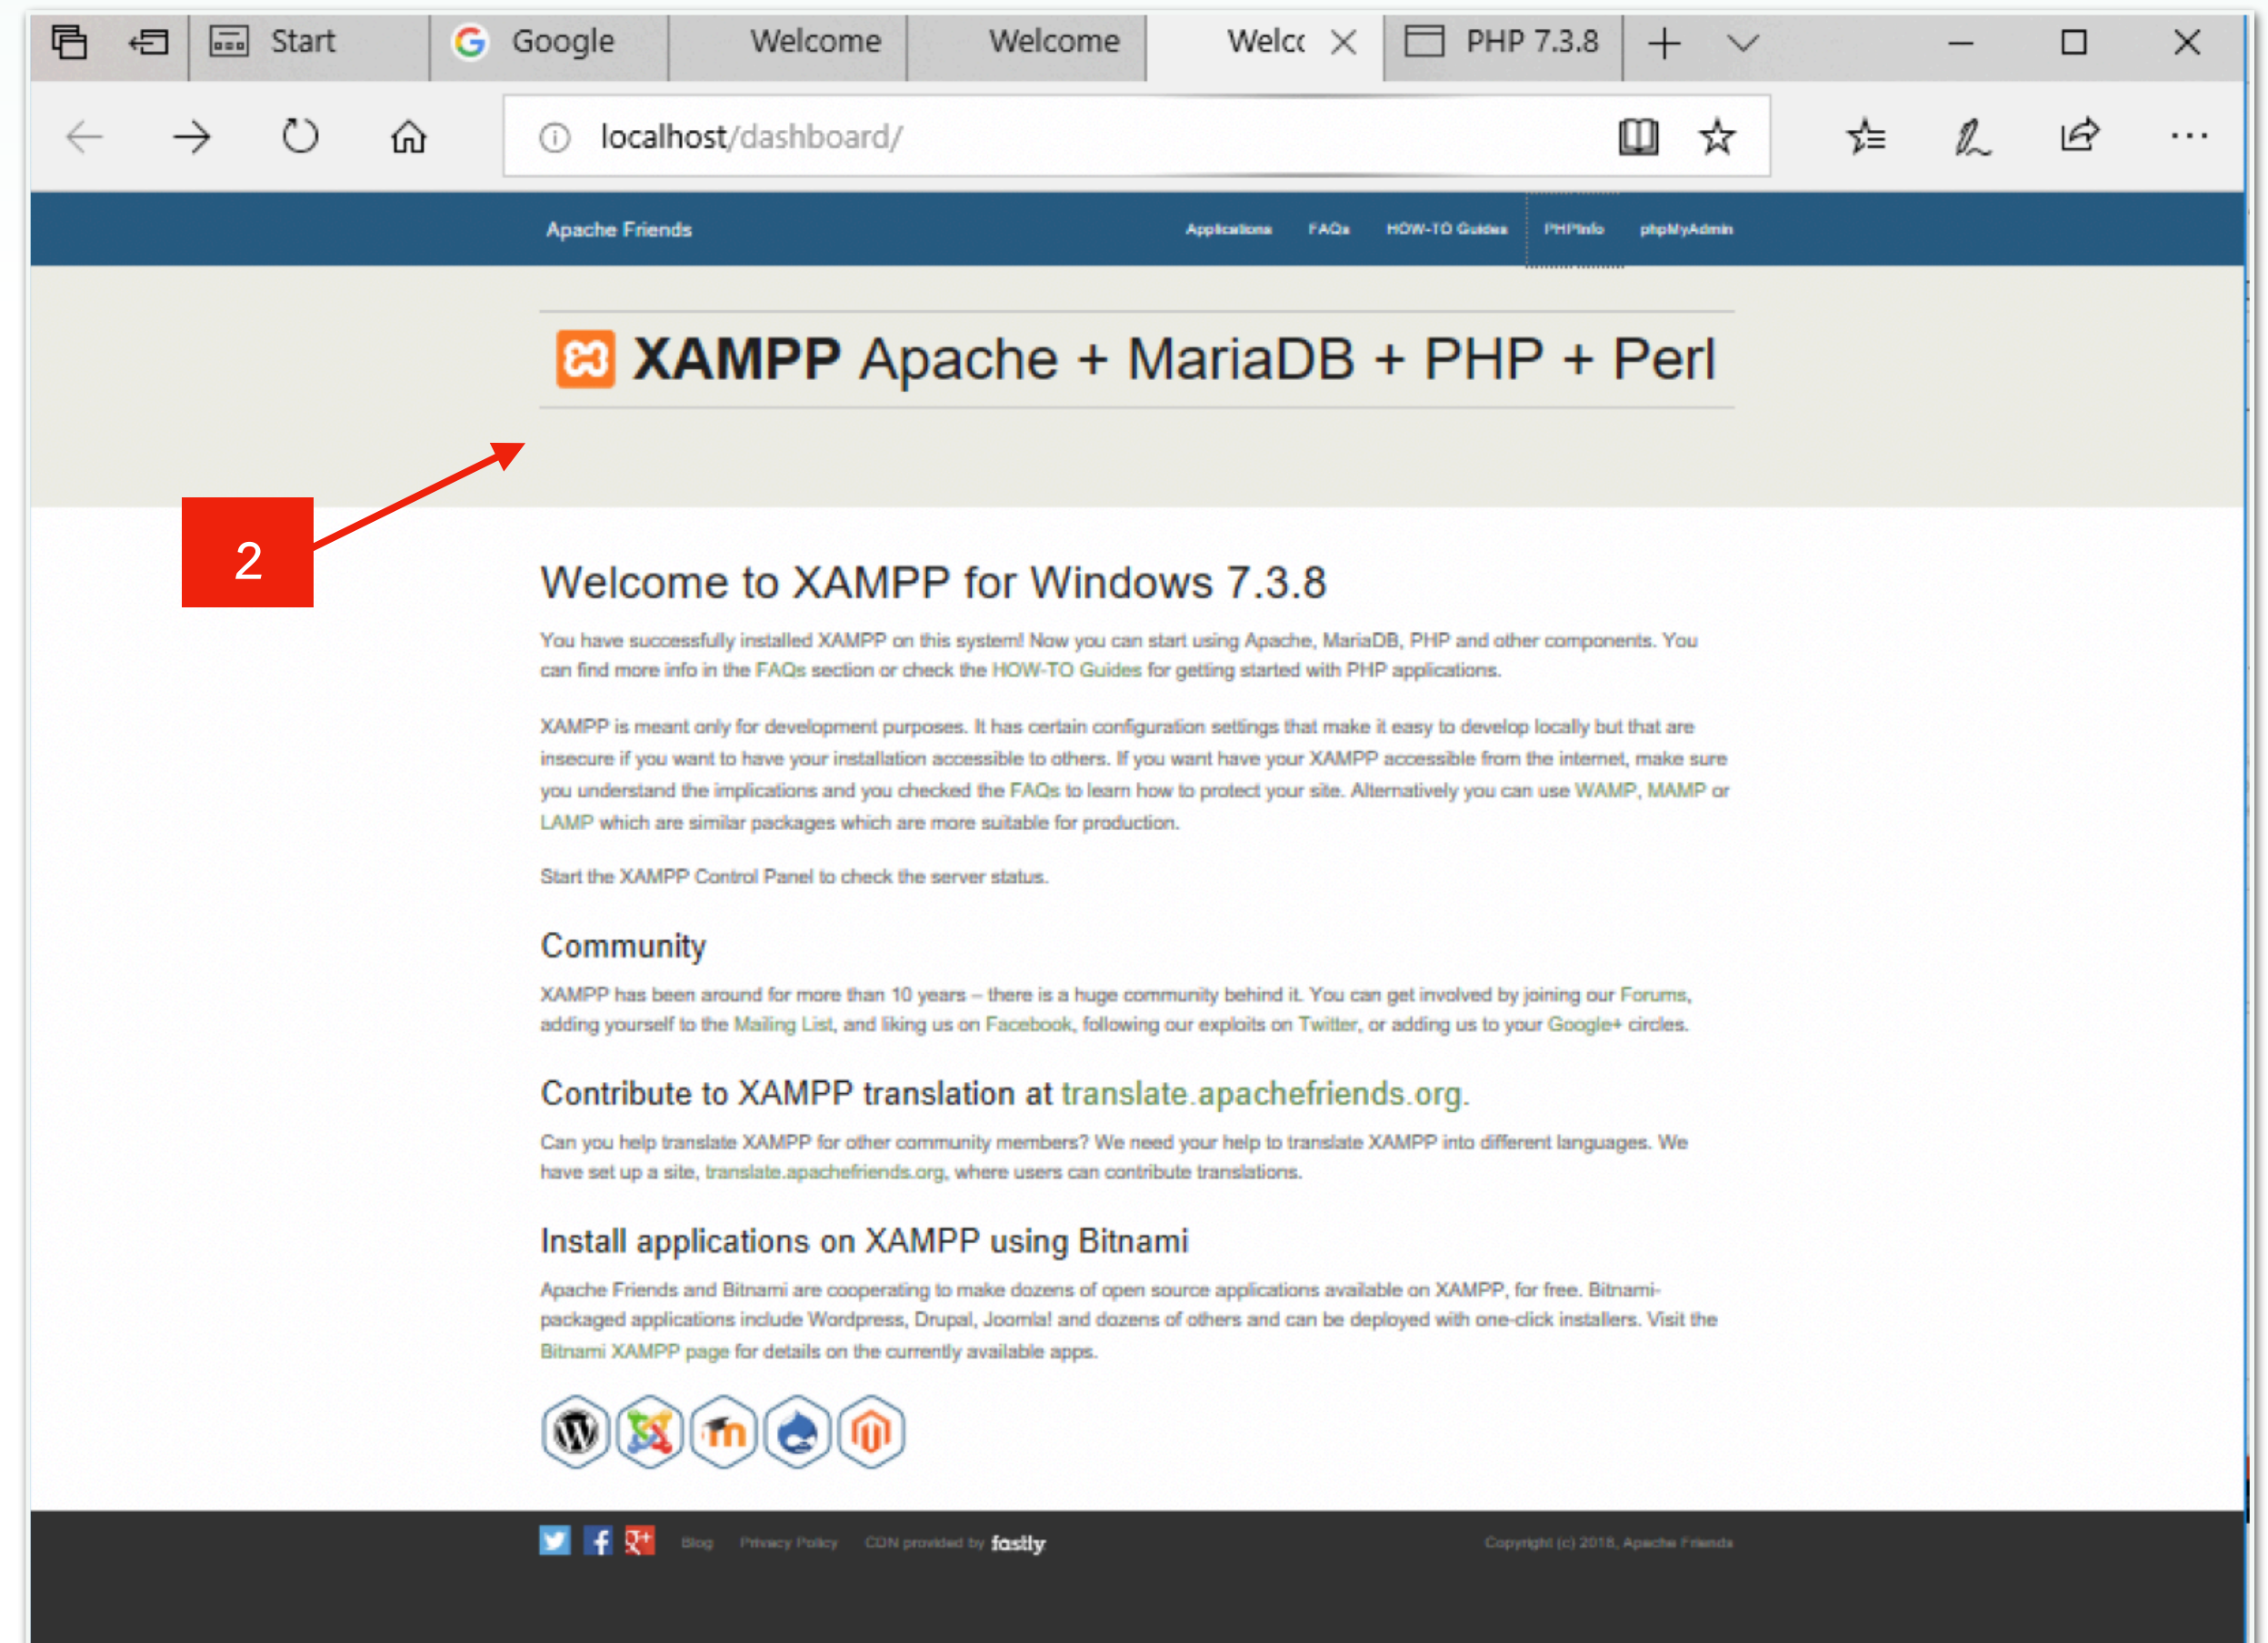 Start
Google
Welcome
Welcome
Welcc
PHP 7.3.8
localhost/dashboard/
Apache Friends
Applications
FAQs
HOW-TO Guides
PHPInfo
phpMyAdmin
XAMPP Apache + MariaDB + PHP + Perl
2
Welcome to XAMPP for Windows 7.3.8
You have successfully installed XAMPP on this system! Now you can start using Apache, MariaDB, PHP and other components. You
can find more info in the FAQs section or check the HOW-TO Guides for getting started with PHP applications.
XAMPP is meant only for development purposes. It has certain configuration settings that make it easy to develop locally but that are
insecure if you want to have your installation accessible to others. If you want have your XAMPP accessible from the internet, make sure
you understand the implications and you checked the FAQs to learn how to protect your site. Alternatively you can use WAMP, MAMP or
LAMP which are similar packages which are more suitable for production.
Start the XAMPP Control Panel to check the server status.
Community
XAMPP has been around for more than 10 years – there is a huge community behind it. You can get involved by joining our Forums,
adding yourself to the Mailing List, and liking us on Facebook, following our exploits on Twitter, or adding us to your Google+ circles.
Contribute to XAMPP translation at translate.apachefriends.org.
Can you help translate XAMPP for other community members? We need your help to translate XAMPP into different languages. We
have set up a site, translate.apachefriends.org, where users can contribute translations.
Install applications on XAMPP using Bitnami
Apache Friends and Bitnami are cooperating to make dozens of open source applications available on XAMPP, for free. Bitnami-
packaged applications include Wordpress, Drupal, Joomla! and dozens of others and can be deployed with one-click installers. Visit the
Bitnami XAMPP page for details on the currently available apps.
Blog
Privacy Policy
CDN provided by fastly
Copyright (c) 2018, Apache Friends